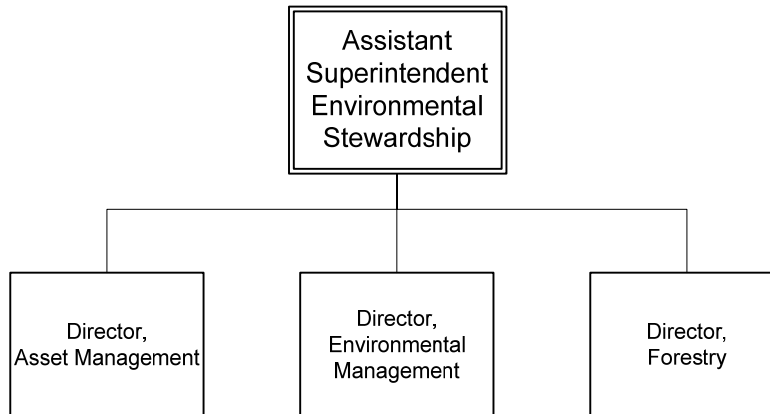 Assistant
Superintendent
Environmental
Stewardship
Director,
Asset Management
Director,
Environmental
Management
Director,
Forestry